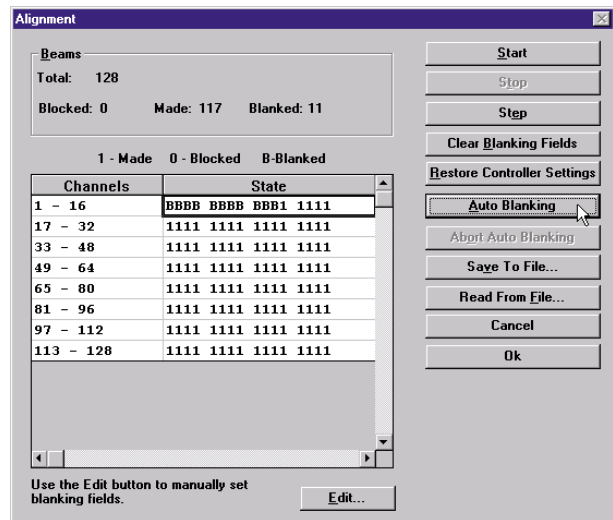 Alignment
Beams
Total: 128
Blocked: 0 Made: 117 Blanked: 11
1 - Made 0 - Blocked B-Blanked
Channels State
1 - 16 BBBB BBBB BBB1 1111
17 - 32 1111 1111 1111 1111
33 - 48 1111 1111 1111 1111
49 - 64 1111 1111 1111 1111
65 - 80 1111 1111 1111 1111
81 - 96 1111 1111 1111 1111
97 - 112 1111 1111 1111 1111
113 - 128 1111 1111 1111 1111
Use the Edit button to manually set
blanking fields.
Edit...
Start
Stop
Step
Clear Blanking Fields
Restore Controller Settings
Auto Blanking
Abort Auto Blanking
Save To File...
Read From File...
Cancel
Ok